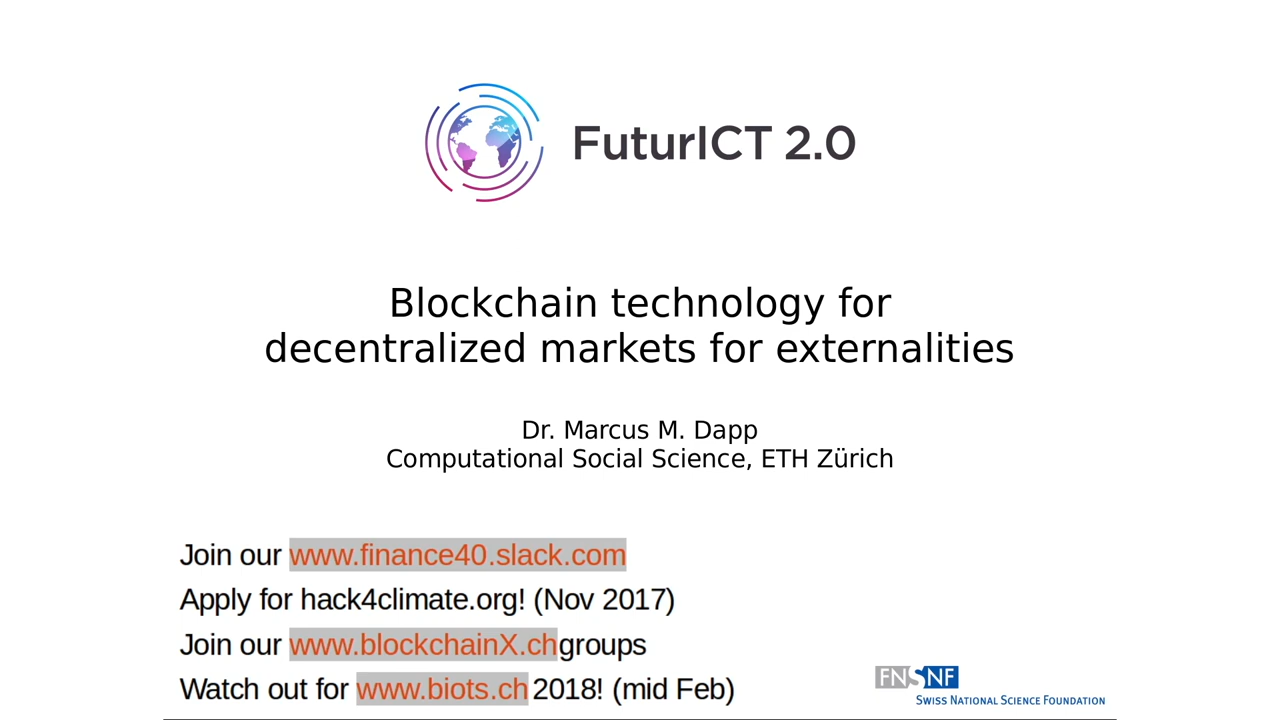 FuturICT 2.0
Blockchain technology for
decentralized markets for externalities
Dr. Marcus M. Dapp
Computational Social Science, ETH Zürich
Join our www.finance40.slack.com
Apply for hack4climate.org! (Nov 2017)
Join our www.blockchainX.ch groups
Watch out for www.biots.ch 2018! (mid Feb)
FNSNF
Swiss National Science Foundation